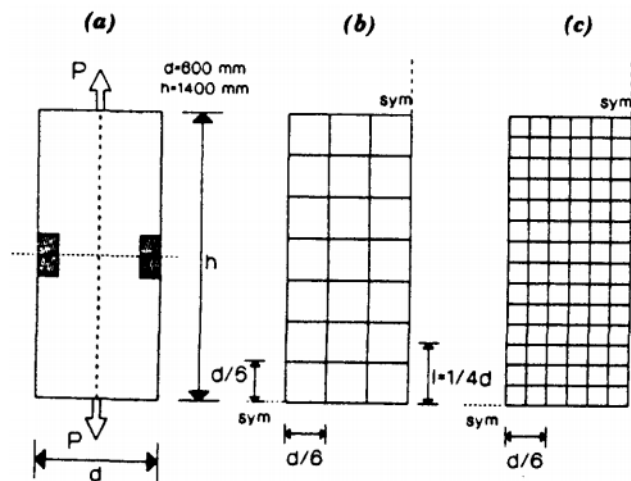 (a)
(b)
(c)
P
d=600 mm
h=1400 mm
sym
sym
h
d/6
l=1/4d
sym
sym
P
d
d/6
d/6